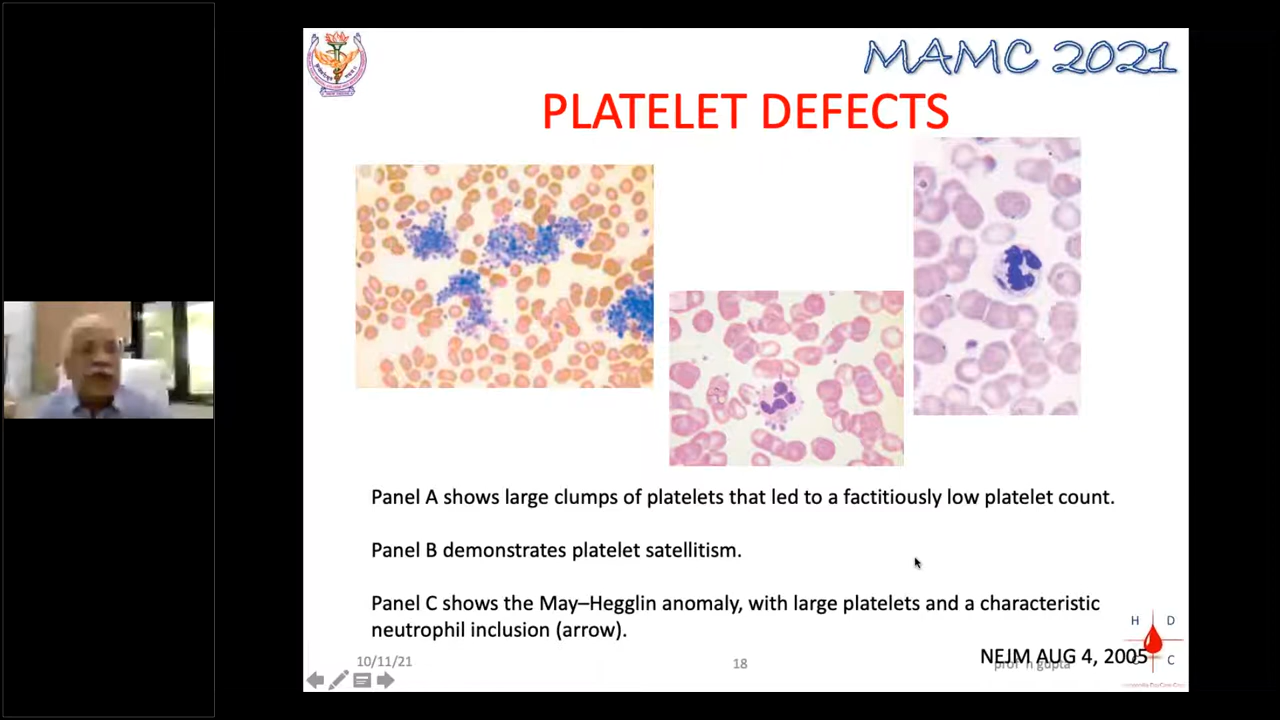 MAMC 2021
PLATELET DEFECTS
Panel A shows large clumps of platelets that led to a factitiously low platelet count.
Panel B demonstrates platelet satellitism.
Panel C shows the May–Hegglin anomaly, with large platelets and a characteristic
neutrophil inclusion (arrow).
H D
C
NEJM AUG 4, 2005
10/11/21
18
prof n gupta